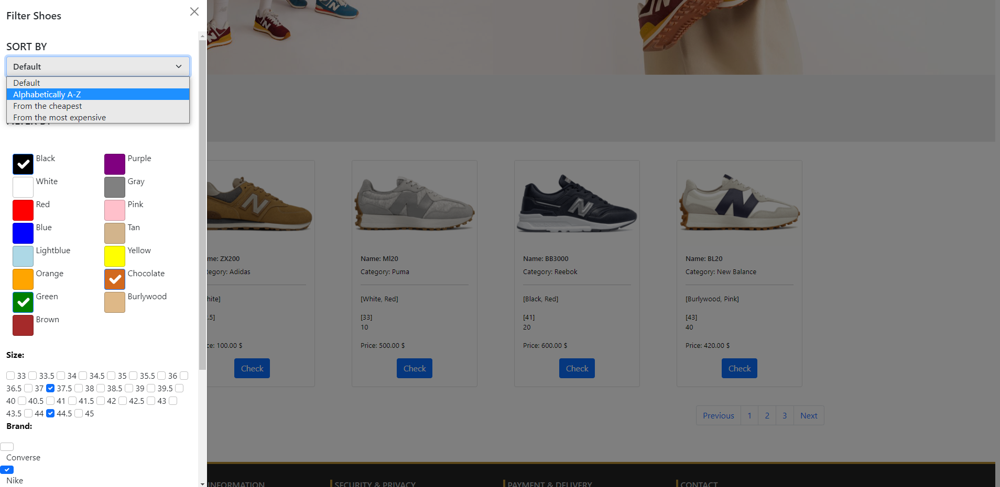 Filter Shoes
SORT BY
Default
Default
Alphabetically A-Z
From the cheapest
From the most expensive
Black
Purple
White
Gray
Red
Pink
Blue
Tan
Lightblue
Yellow
Orange
Chocolate
Green
Burlywood
Brown
Size:
33 33.5 34 34.5 35 35.5 36
36.5 37 37.5 38 38.5 39 39.5
40 40.5 41 41.5 42 42.5 43
43.5 44 44.5 45
Brand:
Converse
Nike
me: ZX200
tegory: Adidas
hite]
.5]
ce: 100.00 $
Check
Name: Ml20
Category: Puma
[White, Red]
[33]
10
Price: 500.00 $
Check
Name: BB3000
Category: Reebok
[Black, Red]
[41]
20
Price: 600.00 $
Check
Name: BL20
Category: New Balance
[Burlywood, Pink]
[43]
40
Price: 420.00 $
Check
Previous 1 2 3 Next
INFORMATION
SECURITY & PRIVACY
PAYMENT & DELIVERY
CONTACT